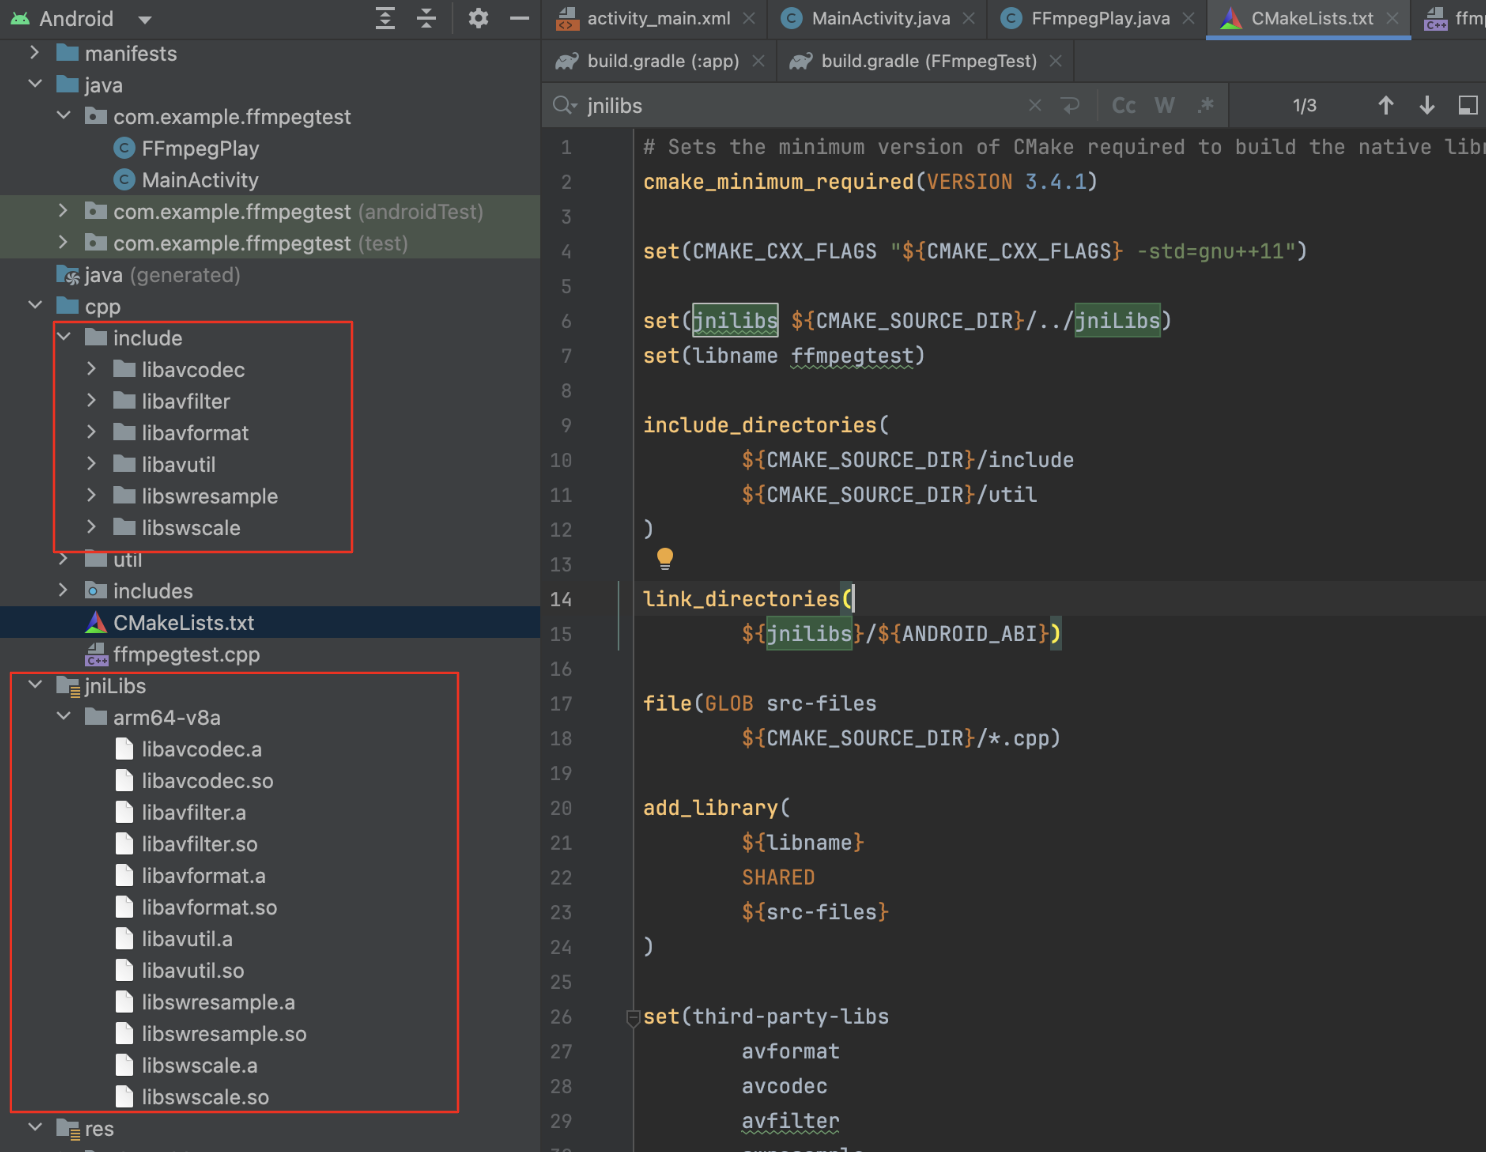 Android
manifests
java
com.example.ffmpegtest
FFmpegPlay
MainActivity
com.example.ffmpegtest (androidTest)
com.example.ffmpegtest (test)
java (generated)
cpp
include
libavcodec
libavfilter
libavformat
libavutil
libswresample
libswscale
util
includes
CMakeLists.txt
ffmpegtest.cpp
jniLibs
arm64-v8a
libavcodec.a
libavcodec.so
libavfilter.a
libavfilter.so
libavformat.a
libavformat.so
libavutil.a
libavutil.so
libswresample.a
libswresample.so
libswscale.a
libswscale.so
res
activity_main.xml
MainActivity.java
FFmpegPlay.java
CMakeLists.txt
build.gradle (:app)
build.gradle (FFmpegTest)
jnilibs
Cc W .* 1/3
1 # Sets the minimum version of CMake required to build the native
2 cmake_minimum_required(VERSION 3.4.1)
3
4 set(CMAKE_CXX_FLAGS "${CMAKE_CXX_FLAGS} -std=gnu++11")
5
6 set(jnilibs ${CMAKE_SOURCE_DIR}/../jniLibs)
7 set(libname ffmpegtest)
8
9 include_directories(
10 ${CMAKE_SOURCE_DIR}/include
11 ${CMAKE_SOURCE_DIR}/util
12 )
13
14 link_directories(
15 ${jnilibs}/${ANDROID_ABI})
16
17 file(GLOB src-files
18 ${CMAKE_SOURCE_DIR}/*.cpp)
19
20 add_library(
21 ${libname}
22 SHARED
23 ${src-files}
24 )
25
26 set(third-party-libs
27 avformat
28 avcodec
29 avfilter